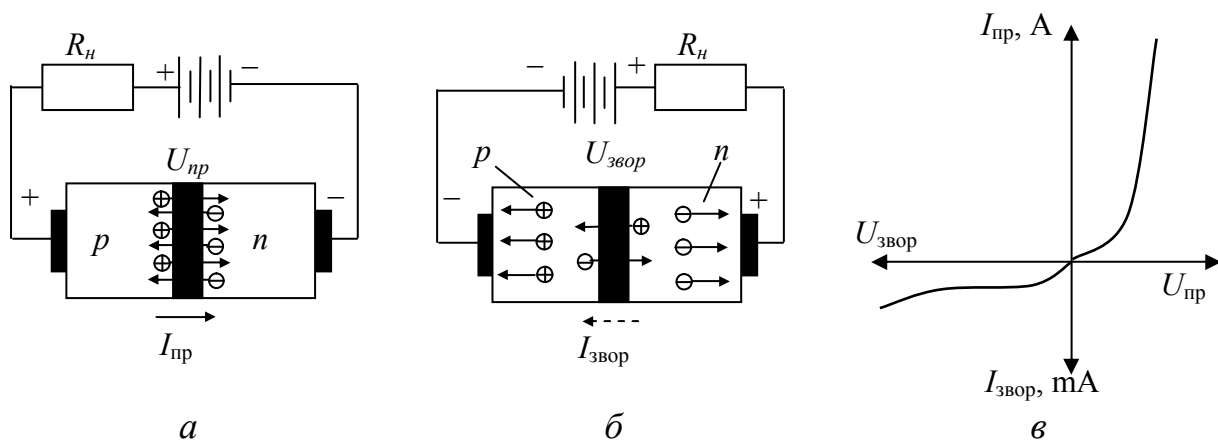 Rн
+
−
Uпр
+
−
p
n
Iпр
а
−
+
Rн
p
Uзвор
n
−
+
Iзвор
б
Iпр, А
Uзвор
Uпр
Iзвор, mA
в